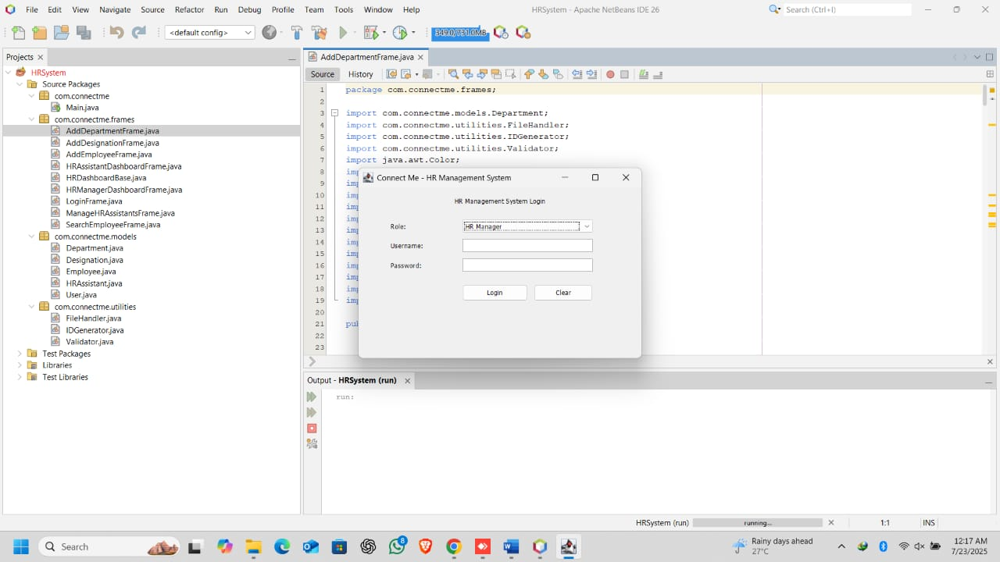 File Edit View Navigate Source Refactor Run Debug Profile Team Tools Window Help
HRSystem - Apache NetBeans IDE 26
Search (Ctrl+I)
<default config>
349.0/731.0MB
Projects
HRSystem
Source Packages
com.connectme
Main.java
com.connectme.frames
AddDepartmentFrame.java
AddDesignationFrame.java
AddEmployeeFrame.java
HRAssistantDashboardFrame.java
HRDashboardBase.java
HRManagerDashboardFrame.java
LoginFrame.java
ManageHRAssistantsFrame.java
SearchEmployeeFrame.java
com.connectme.models
Department.java
Designation.java
Employee.java
HRAssistant.java
User.java
com.connectme.utilities
FileHandler.java
IDGenerator.java
Validator.java
Test Packages
Libraries
Test Libraries
AddDepartmentFrame.java
Source History
1 package com.connectme.frames;
2
3 import com.connectme.models.Department;
4 import com.connectme.utilities.FileHandler;
5 import com.connectme.utilities.IDGenerator;
6 import com.connectme.utilities.Validator;
7 import java.awt.Color;
8 imp
9 imp
10 imp
11 imp
12 imp
13 imp
14 imp
15 imp
16 imp
17 imp
18 imp
19 imp
20
21 pub
22
23
Connect Me - HR Management System
HR Management System Login
Role: HR Manager
Username:
Password:
Login Clear
Output - HRSystem (run)
run:
HRSystem (run) running... 1:1 INS
Search
8
Rainy days ahead
27°C
12:17 AM
7/23/2025